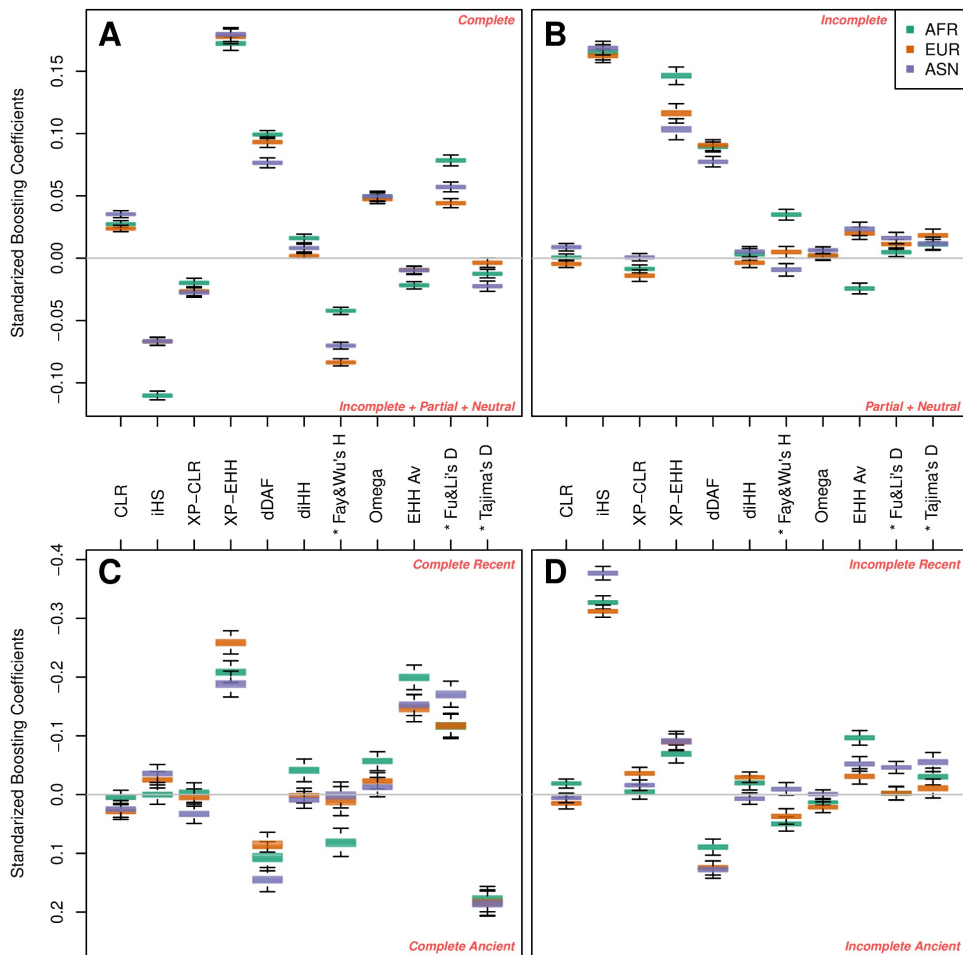 A
Complete
B
Incomplete
AFR
EUR
ASN
Standarized Boosting Coefficients
0.15
0.10
0.05
0.00
−0.05
−0.10
Incomplete + Partial + Neutral
Partial + Neutral
CLR
iHS
XP−CLR
XP−EHH
dDAF
diHH
* Fay&Wu's H
Omega
EHH Av
* Fu&Li's D
* Tajima's D
CLR
iHS
XP−CLR
XP−EHH
dDAF
diHH
* Fay&Wu's H
Omega
EHH Av
* Fu&Li's D
* Tajima's D
C
Complete Recent
D
Incomplete Recent
Standarized Boosting Coefficients
−0.4
−0.3
−0.2
−0.1
0.0
0.1
0.2
Complete Ancient
Incomplete Ancient